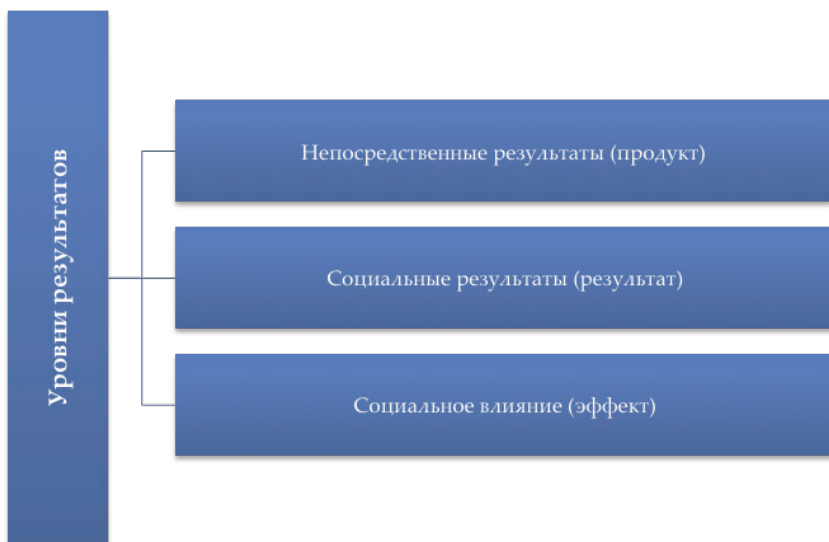 Уровни результатов
Непосредственные результаты (продукт)
Социальные результаты (результат)
Социальное влияние (эффект)